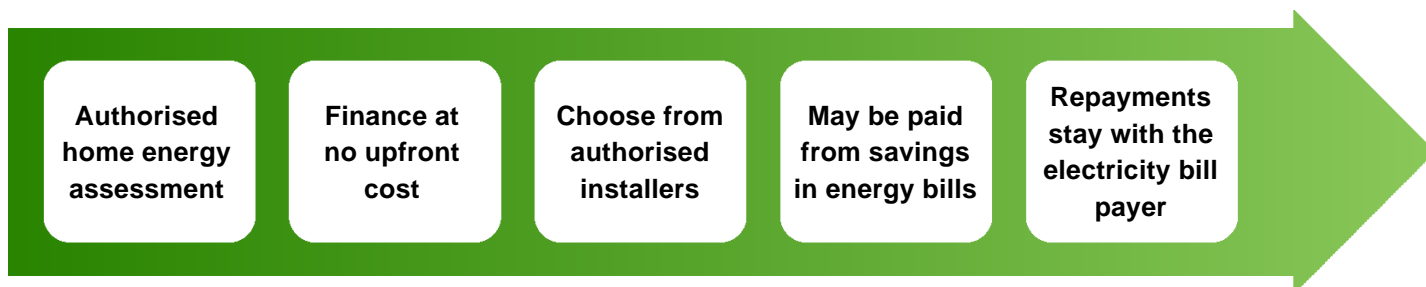 Authorised
home energy
assessment
Finance at
no upfront
cost
Choose from
authorised
installers
May be paid
from savings
in energy bills
Repayments
stay with the
electricity bill
payer